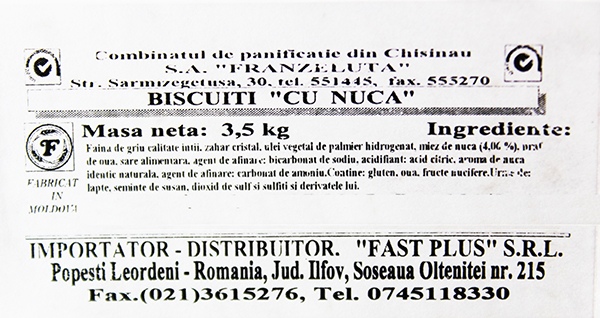 Combinatul de panificatie din Chisinau
S.A. "FRANZELUTA"
Str. Sarmizegetusa, 30, tel. 551445, fax. 555270
BISCUITI "CU NUCA"
Masa neta: 3,5 kg Ingrediente:
Faina de griu calitate intii, zahar cristal, ulei vegetal de palmier hidrogenat, miez de nuca (4,06 %), praf
de oua, sare alimentara, agent de afinare: bicarbonat de sodiu, acidifiant: acid citric, aroma de nuca
identic naturala, agent de afinare: carbonat de amoniu.Coatine: gluten, oua, fructe nucifere.Urme de:
lapte, seminte de susan, dioxid de sulf si sulfiti si derivatele lui.
F
FABRICAT
IN
MOLDOVA
IMPORTATOR - DISTRIBUITOR. "FAST PLUS" S.R.L.
Popesti Leordeni - Romania, Jud. Ilfov, Soseaua Oltenitei nr. 215
Fax.(021)3615276, Tel. 0745118330